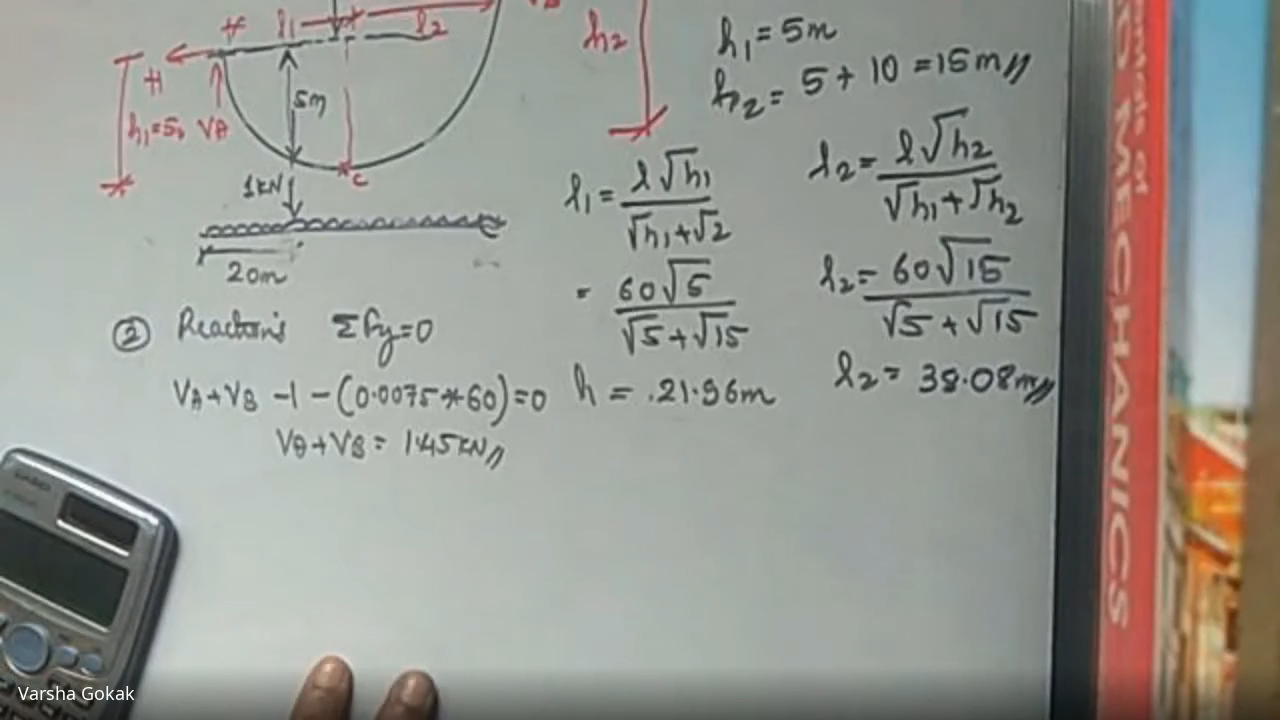 H l1 l2
H
h1=5, VA
5m
1kN
c
20m
h2
h1 = 5m
h2 = 5 + 10 = 15m//
l1 = l√h1 / √h1+√2
l2 = l√h2 / √h1+√h2
= 60√5 / √5+√15
l2 = 60√15 / √5+√15
② Reaction's ΣFy=0
VA+VB -1 -(0.0075*60)=0
h = .21.96m
l2 = 38.08m//
VA+VB = 1.45kN//
MECHANICS
Varsha Gokak